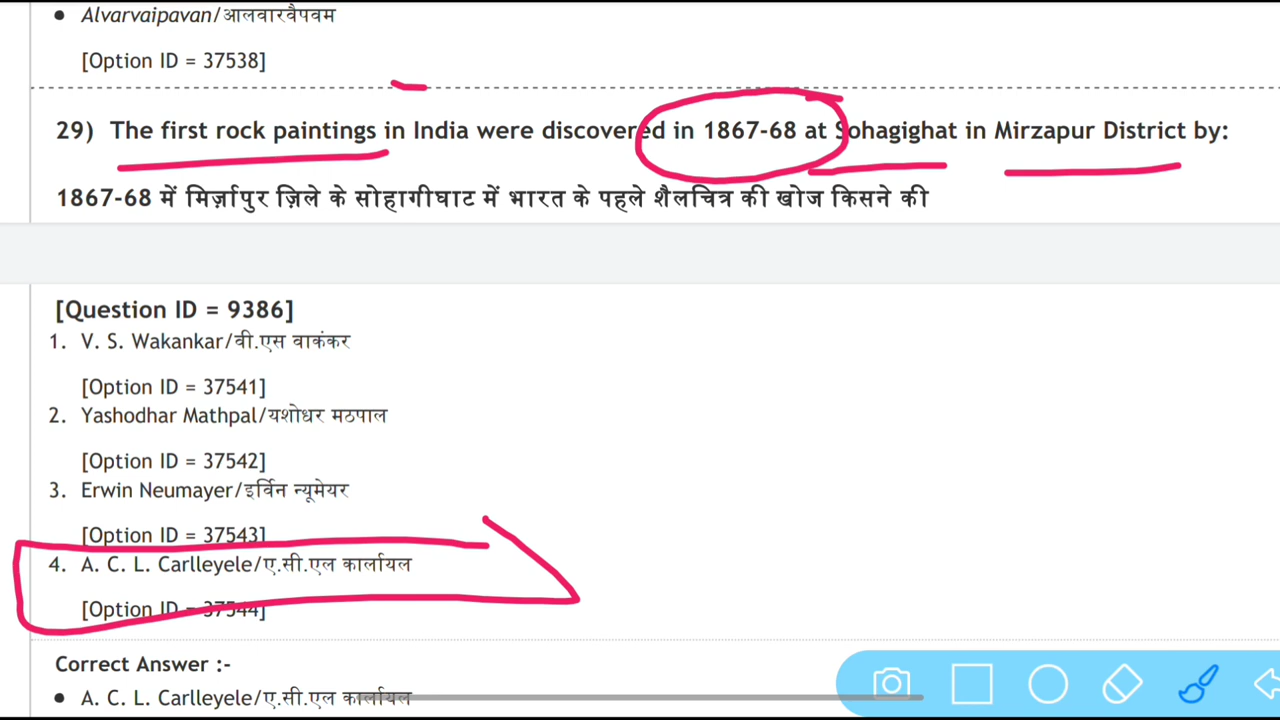 • Alvarvaipavan/आलवारवैपवम
[Option ID = 37538]
29) The first rock paintings in India were discovered in 1867-68 at Sohagighat in Mirzapur District by:
1867-68 में मिर्ज़ापुर ज़िले के सोहागीघाट में भारत के पहले शैलचित्र की खोज किसने की
[Question ID = 9386]
1. V. S. Wakankar/वी.एस वाकंकर
[Option ID = 37541]
2. Yashodhar Mathpal/यशोधर मठपाल
[Option ID = 37542]
3. Erwin Neumayer/इर्विन न्यूमेयर
[Option ID = 37543]
4. A. C. L. Carlleyele/ए.सी.एल कार्लायल
[Option ID = 37544]
Correct Answer :-
• A. C. L. Carlleyele/ए.सी.एल कार्लायल